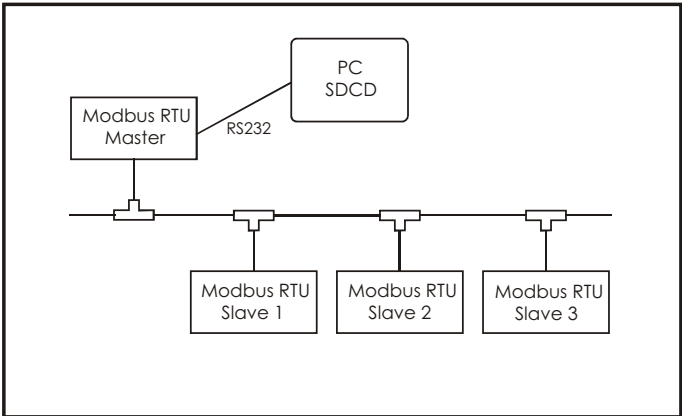 PC
SDCD
Modbus RTU
Master
RS232
Modbus RTU
Slave 1
Modbus RTU
Slave 2
Modbus RTU
Slave 3